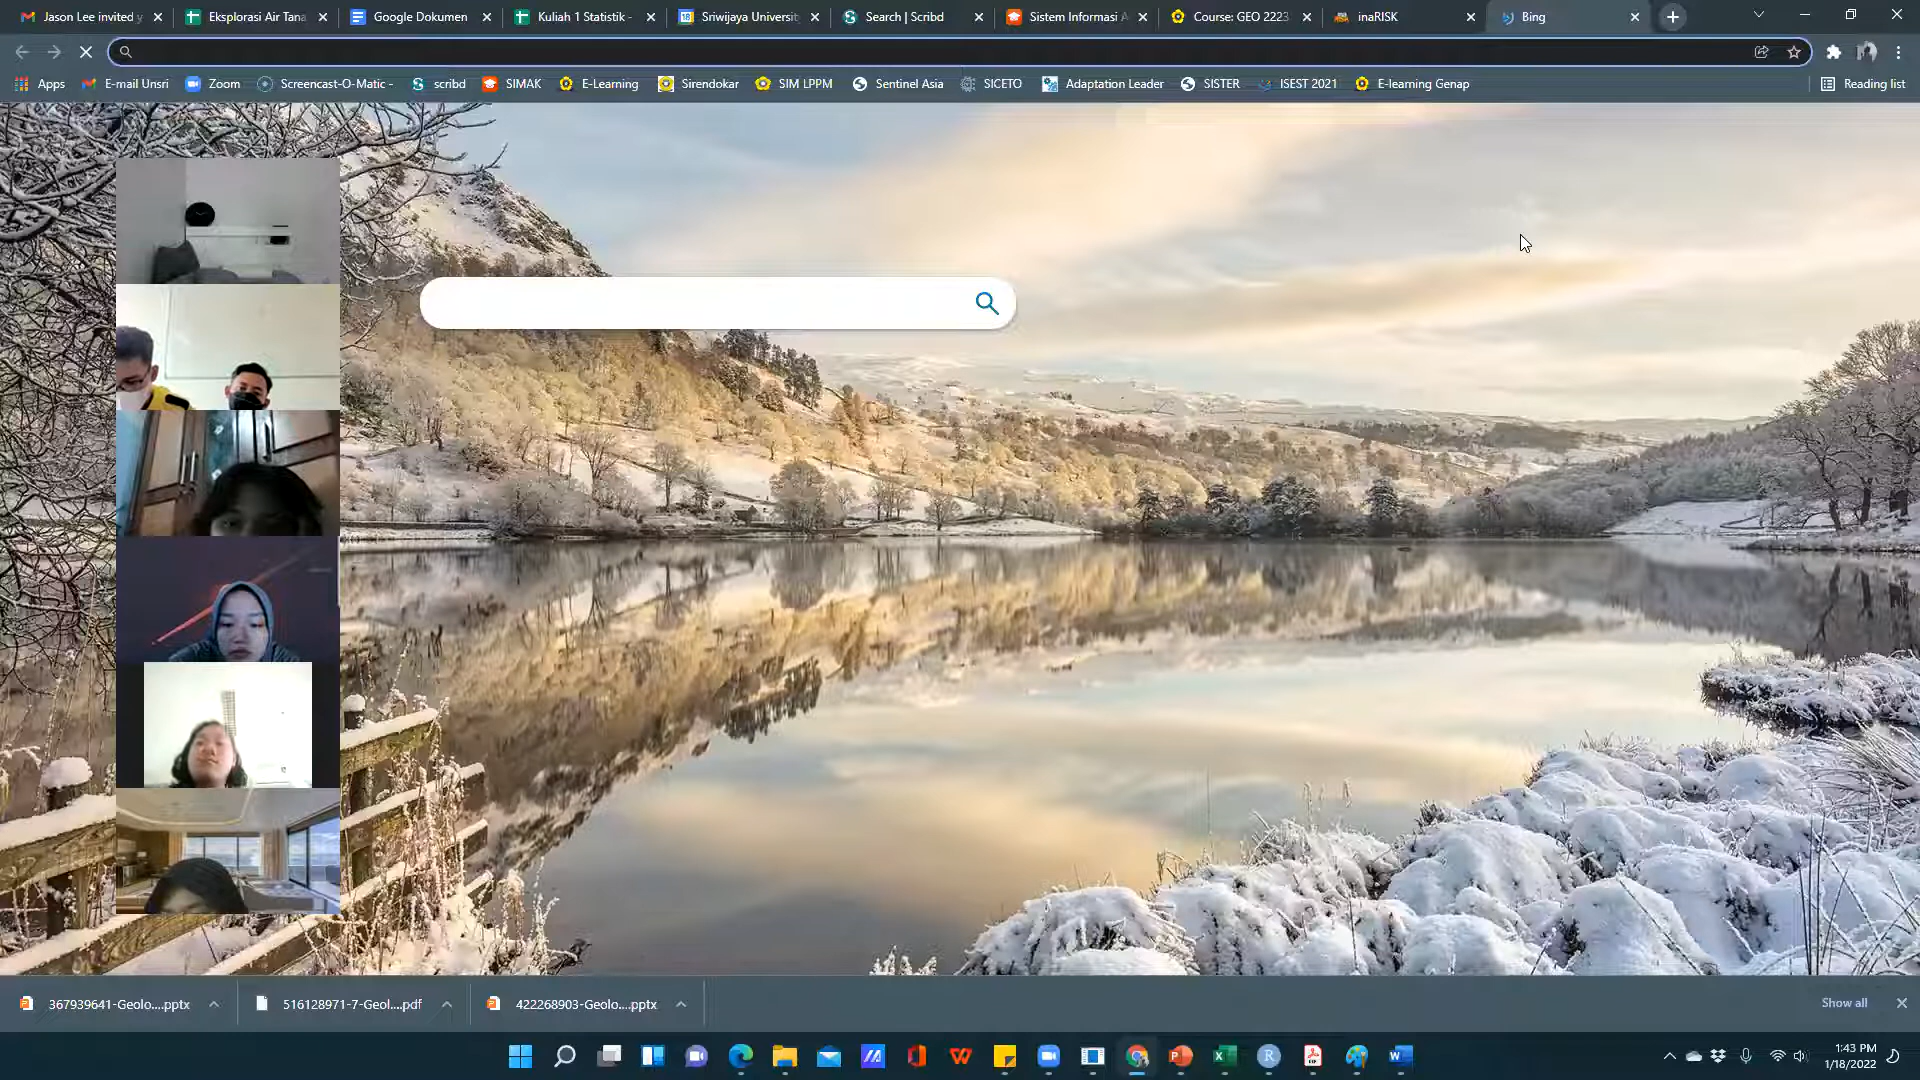 Jason Lee invited y
Eksplorasi Air Tana
Google Dokumen
Kuliah 1 Statistik -
Sriwijaya Universit
Search | Scribd
Sistem Informasi A
Course: GEO 2223
inaRISK
Bing
Apps
E-mail Unsri
Zoom
Screencast-O-Matic -
scribd
SIMAK
E-Learning
Sirendokar
SIM LPPM
Sentinel Asia
SICETO
Adaptation Leader
SISTER
ISEST 2021
E-learning Genap
Reading list
367939641-Geolo....pptx
516128971-7-Geol....pdf
422268903-Geolo....pptx
Show all
1:43 PM
1/18/2022